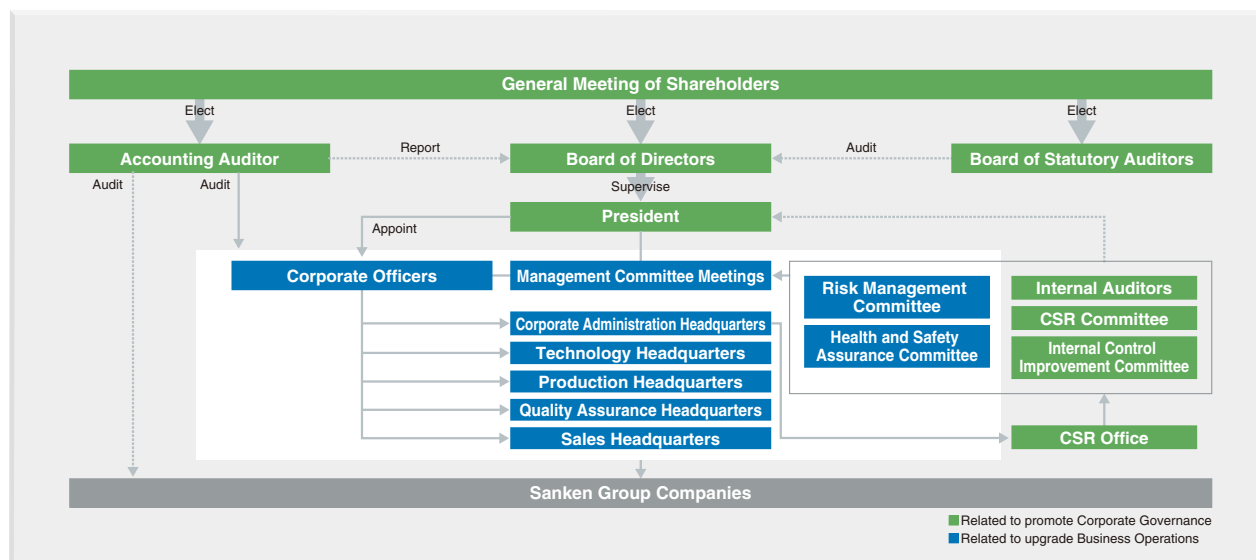 General Meeting of Shareholders
Elect
Elect
Elect
Accounting Auditor
Report
Board of Directors
Audit
Board of Statutory Auditors
Audit
Audit
Supervise
President
Appoint
Corporate Officers
Management Committee Meetings
Risk Management
Committee
Health and Safety
Assurance Committee
Internal Auditors
CSR Committee
Internal Control
Improvement Committee
Corporate Administration Headquarters
Technology Headquarters
Production Headquarters
Quality Assurance Headquarters
Sales Headquarters
CSR Office
Sanken Group Companies
Related to promote Corporate Governance
Related to upgrade Business Operations